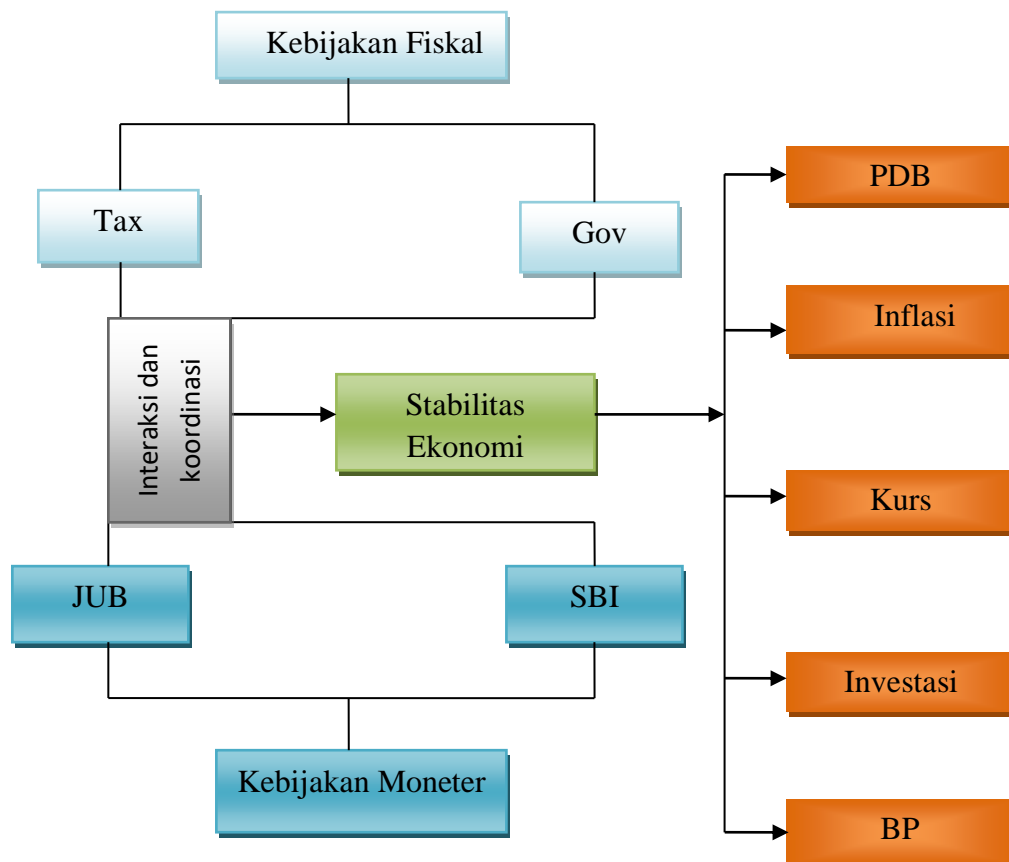 Kebijakan Fiskal
Tax
Gov
PDB
Inflasi
Interaksi dan
koordinasi
Stabilitas
Ekonomi
Kurs
JUB
SBI
Investasi
Kebijakan Moneter
BP